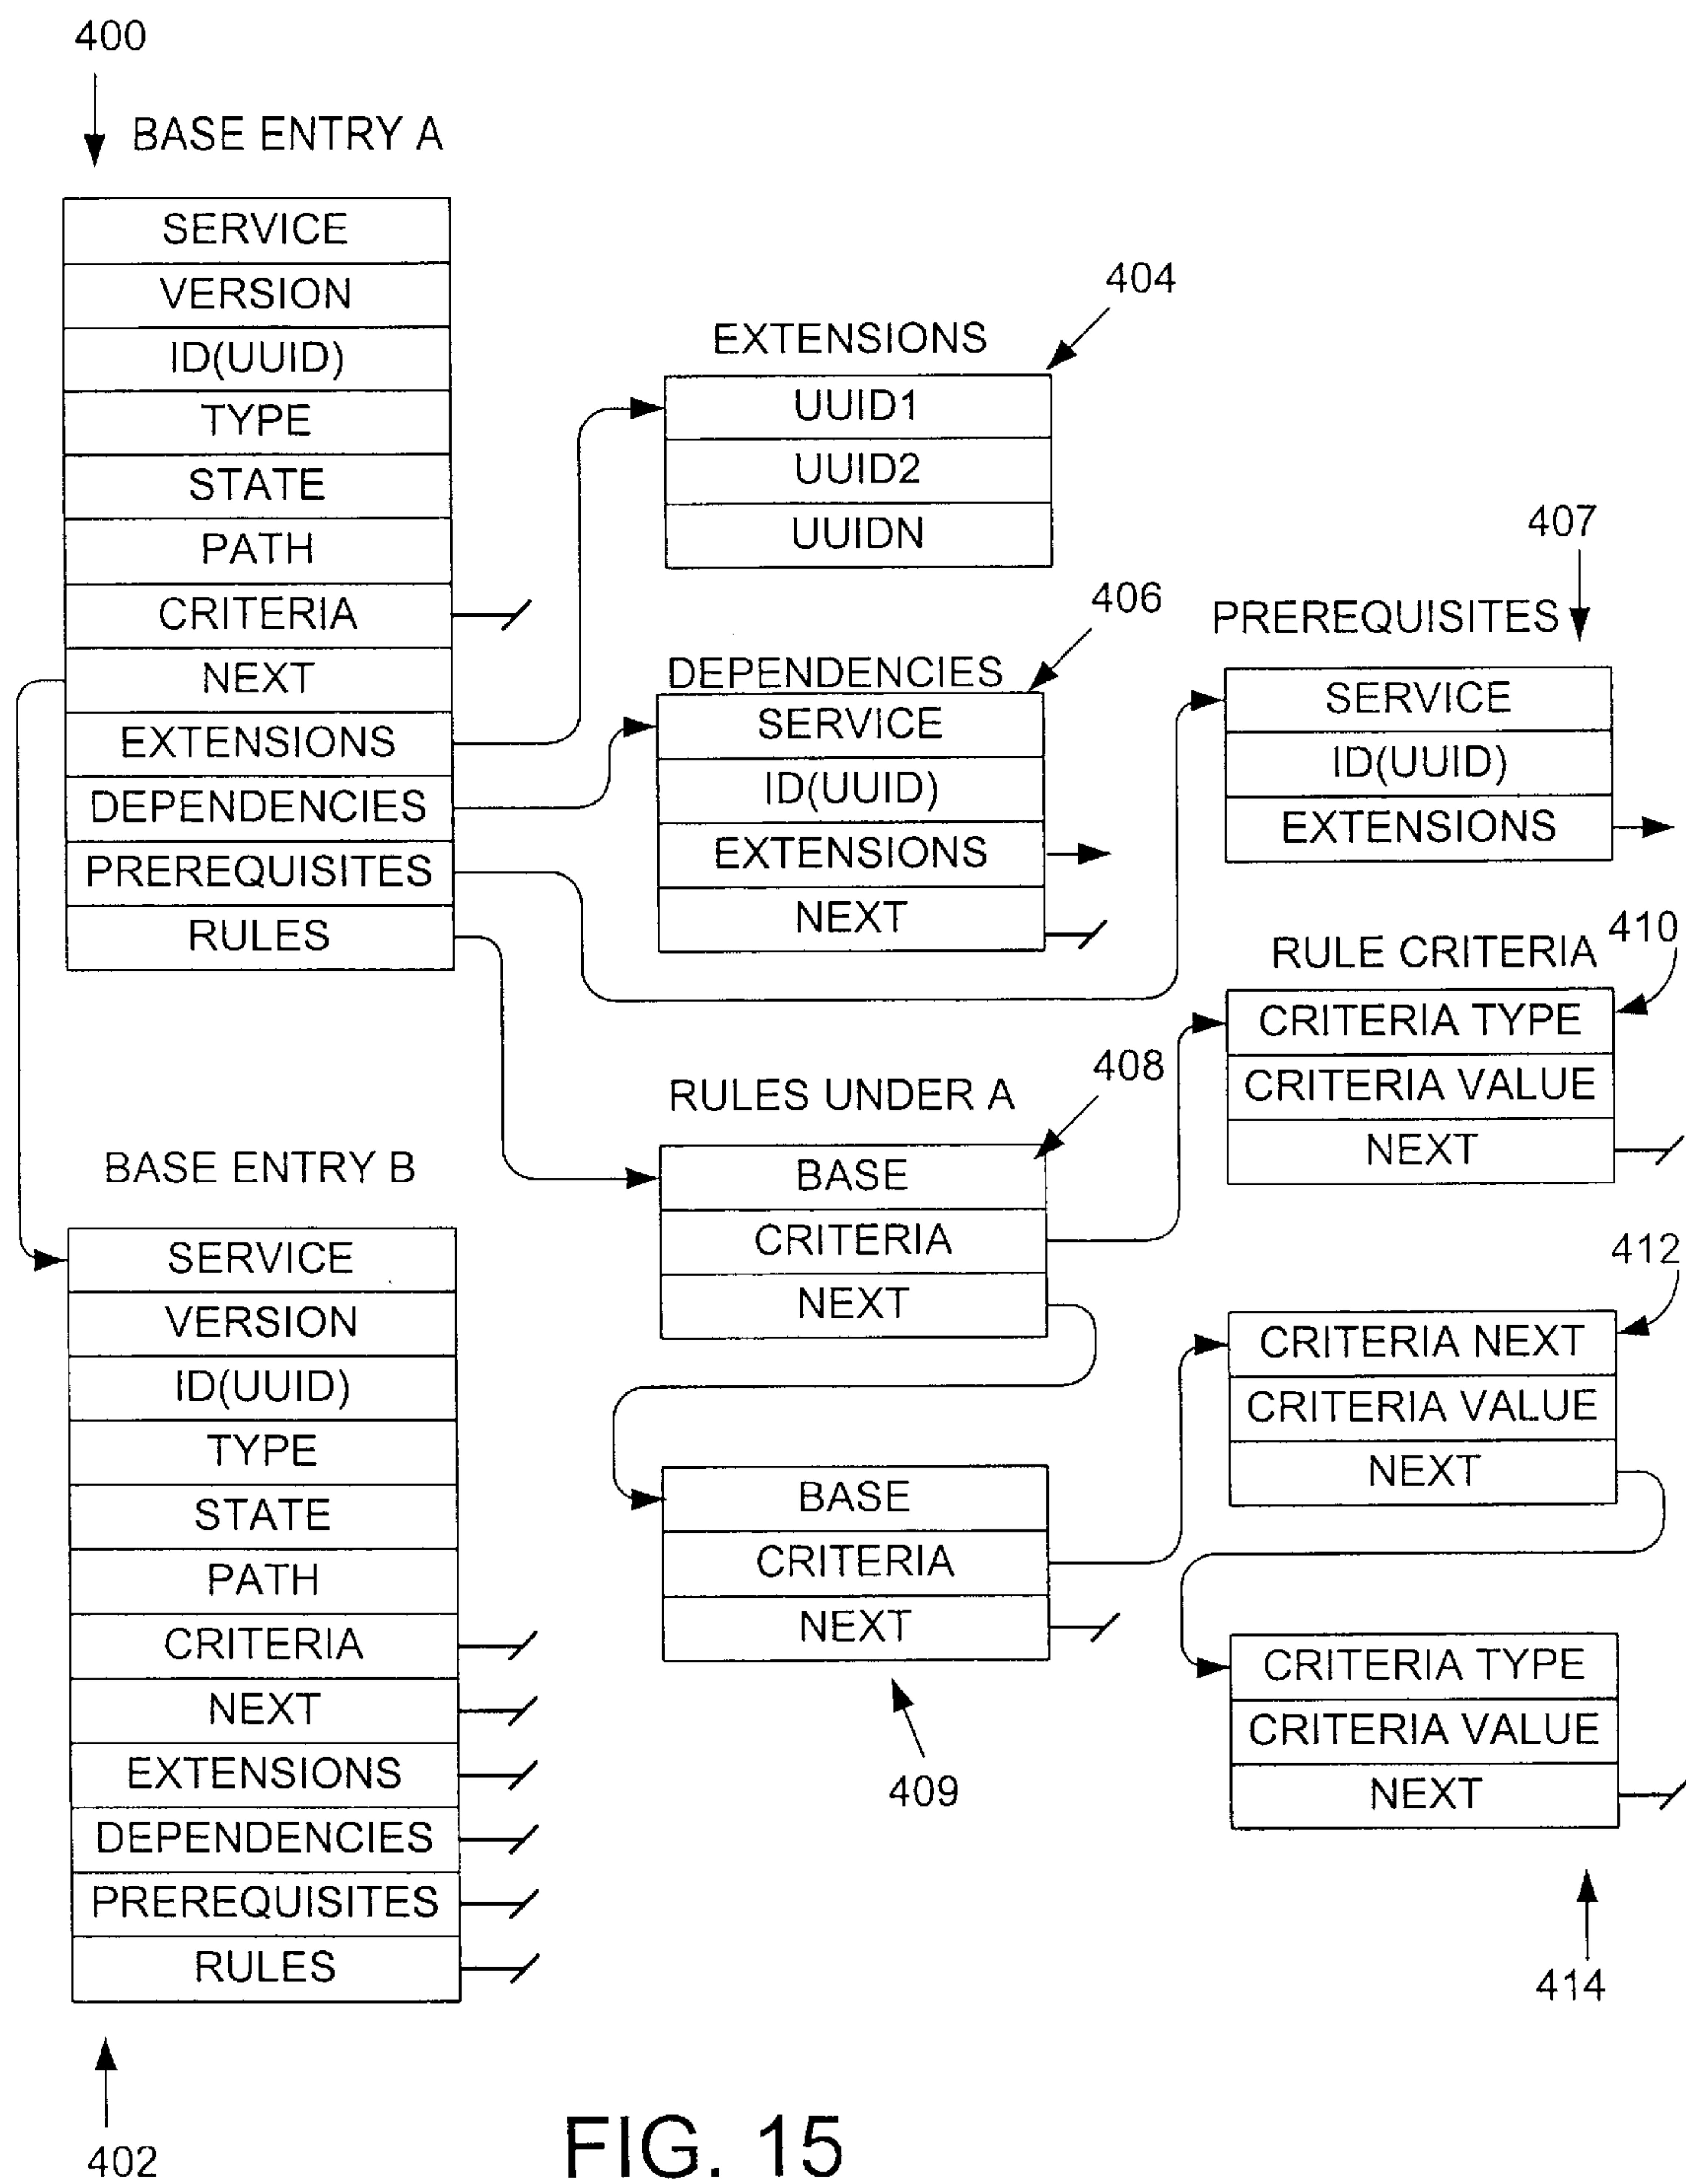 400
BASE ENTRY A
SERVICE
VERSION
ID(UUID)
TYPE
STATE
PATH
CRITERIA
NEXT
EXTENSIONS
DEPENDENCIES
PREREQUISITES
RULES
404
EXTENSIONS
UUID1
UUID2
UUIDN
406
DEPENDENCIES
SERVICE
ID(UUID)
EXTENSIONS
NEXT
407
PREREQUISITES
SERVICE
ID(UUID)
EXTENSIONS
410
RULE CRITERIA
CRITERIA TYPE
CRITERIA VALUE
NEXT
408
RULES UNDER A
BASE
CRITERIA
NEXT
412
CRITERIA NEXT
CRITERIA VALUE
NEXT
BASE
CRITERIA
NEXT
409
CRITERIA TYPE
CRITERIA VALUE
NEXT
414
BASE ENTRY B
SERVICE
VERSION
ID(UUID)
TYPE
STATE
PATH
CRITERIA
NEXT
EXTENSIONS
DEPENDENCIES
PREREQUISITES
RULES
402
FIG. 15